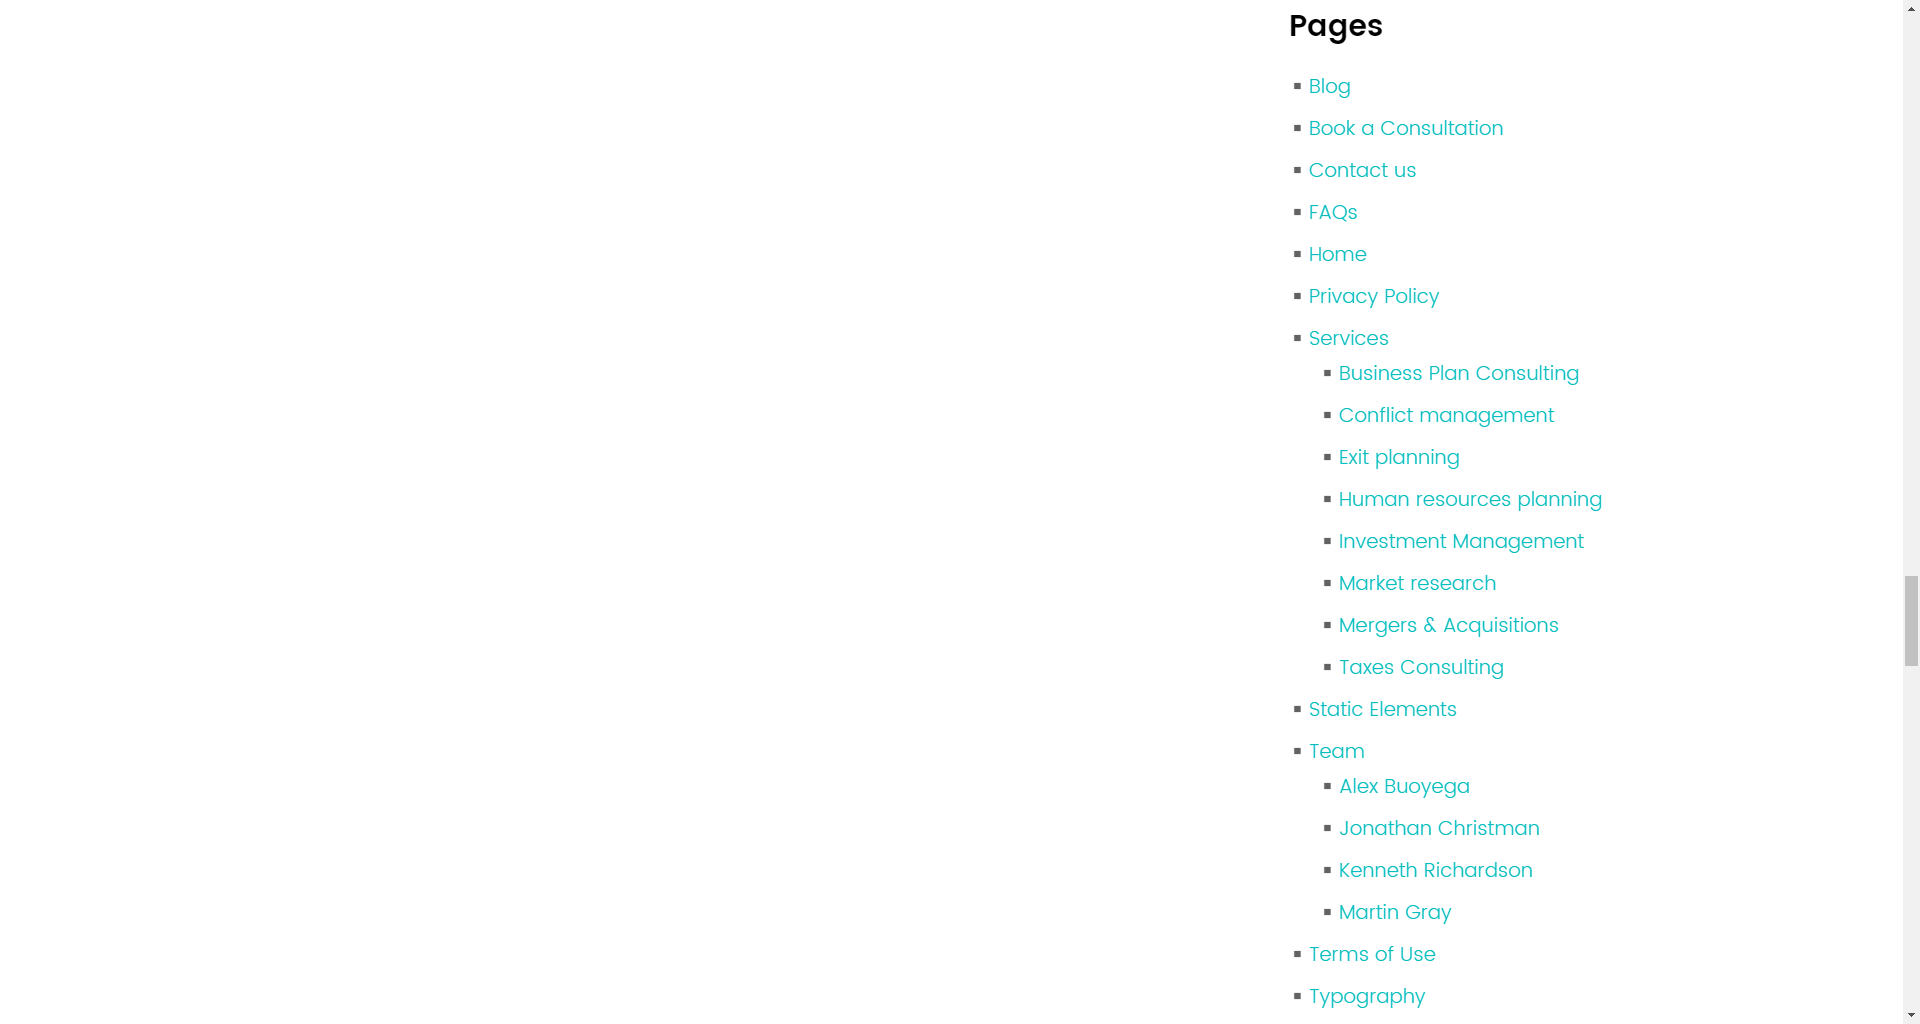 Pages
Blog
Book a Consultation
Contact us
FAQs
Home
Privacy Policy
Services
Business Plan Consulting
Conflict management
Exit planning
Human resources planning
Investment Management
Market research
Mergers & Acquisitions
Taxes Consulting
Static Elements
Team
Alex Buoyega
Jonathan Christman
Kenneth Richardson
Martin Gray
Terms of Use
Typography